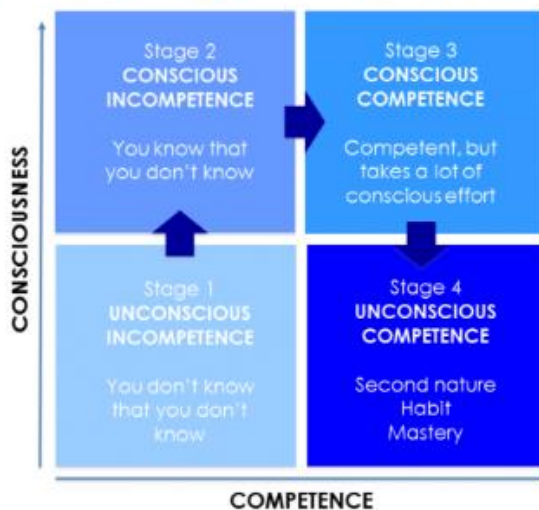 Stage 2
CONSCIOUS
INCOMPETENCE
You know that
you don't know
Stage 3
CONSCIOUS
COMPETENCE
Competent, but
takes a lot of
conscious effort
CONSCIOUSNESS
Stage 1
UNCONSCIOUS
INCOMPETENCE
You don't know
that you don't
know
Stage 4
UNCONSCIOUS
COMPETENCE
Second nature
Habit
Mastery
COMPETENCE